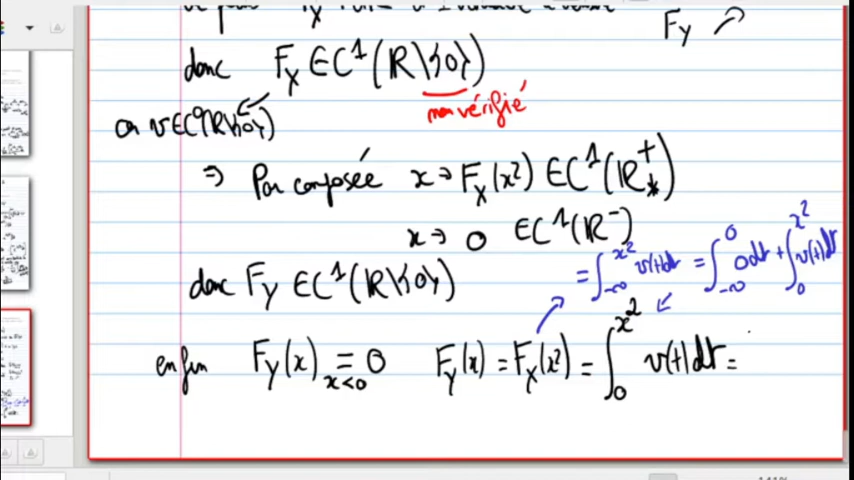 F_Y
donc F_X ∈ C¹(ℝ\{0})
non vérifié
on v ∈ C⁰(ℝ\{0})
⇒ Par composée x → F_X(x²) ∈ C¹(ℝ⁺_*)
x → 0 ∈ C¹(ℝ⁻)
donc F_Y ∈ C¹(ℝ\{0})
= ∫_{-∞}^{x²} v(t)dt = ∫_{-∞}^{0} 0dt + ∫_{0}^{x²} v(t)dt
enfin F_Y(x) =_{x<0} 0 F_Y(x) = F_X(x²) = ∫_{0}^{x²} v(t)dt =